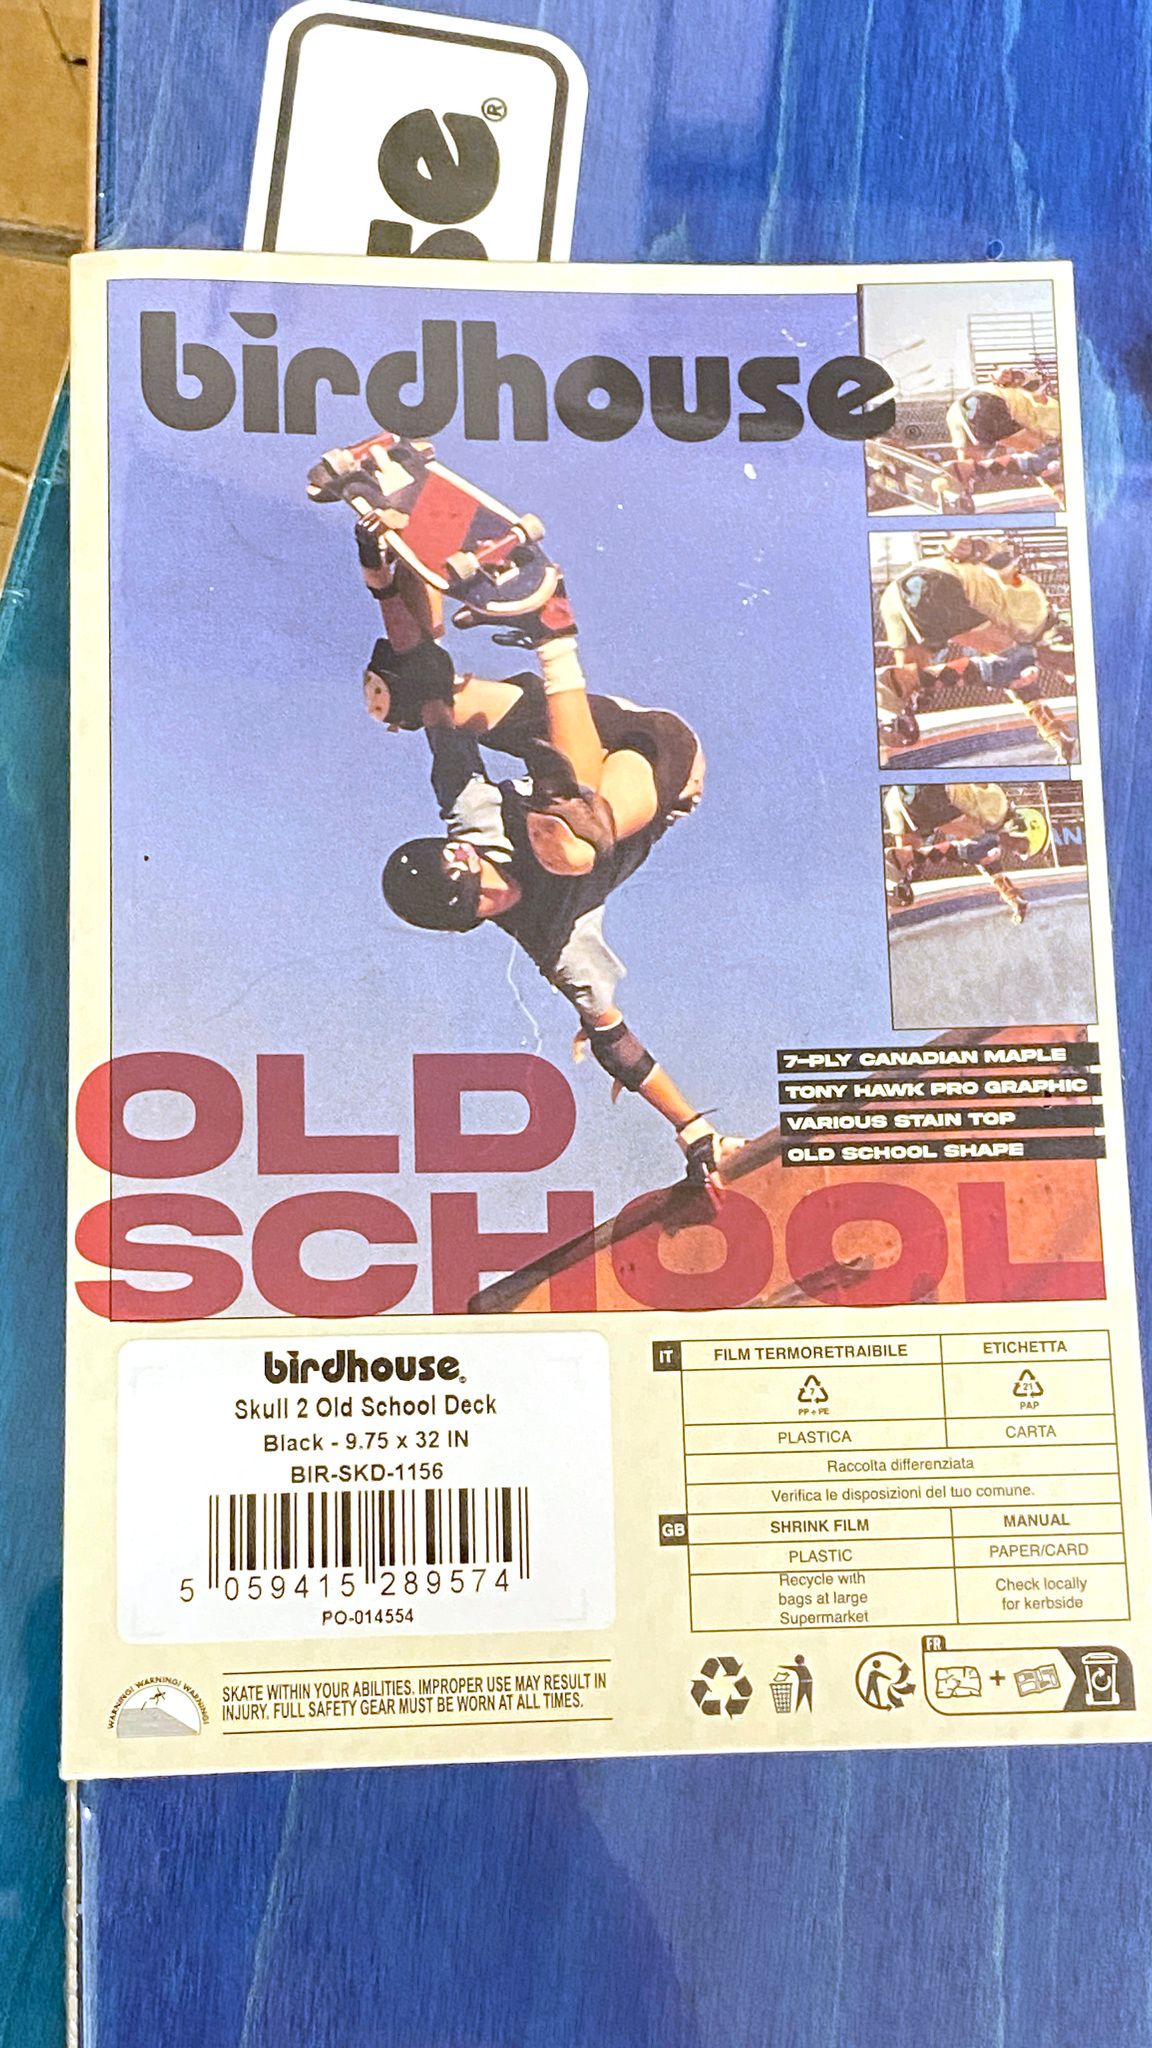 se®
birdhouse®
AN
7-PLY CANADIAN MAPLE
TONY HAWK PRO GRAPHIC
VARIOUS STAIN TOP
OLD SCHOOL SHAPE
OLD
SCHOOL
birdhouse®
Skull 2 Old School Deck
Black - 9.75 x 32 IN
BIR-SKD-1156
5 059415 289574
PO-014554
IT
FILM TERMORETRAIBILE ETICHETTA
7 21
PP + PE PAP
PLASTICA CARTA
Raccolta differenziata
Verifica le disposizioni del tuo comune.
GB
SHRINK FILM MANUAL
PLASTIC PAPER/CARD
Recycle with
bags at large
Supermarket
Check locally
for kerbside
FR
+
WARNING! WARNING! WARNING!
SKATE WITHIN YOUR ABILITIES. IMPROPER USE MAY RESULT IN
INJURY. FULL SAFETY GEAR MUST BE WORN AT ALL TIMES.